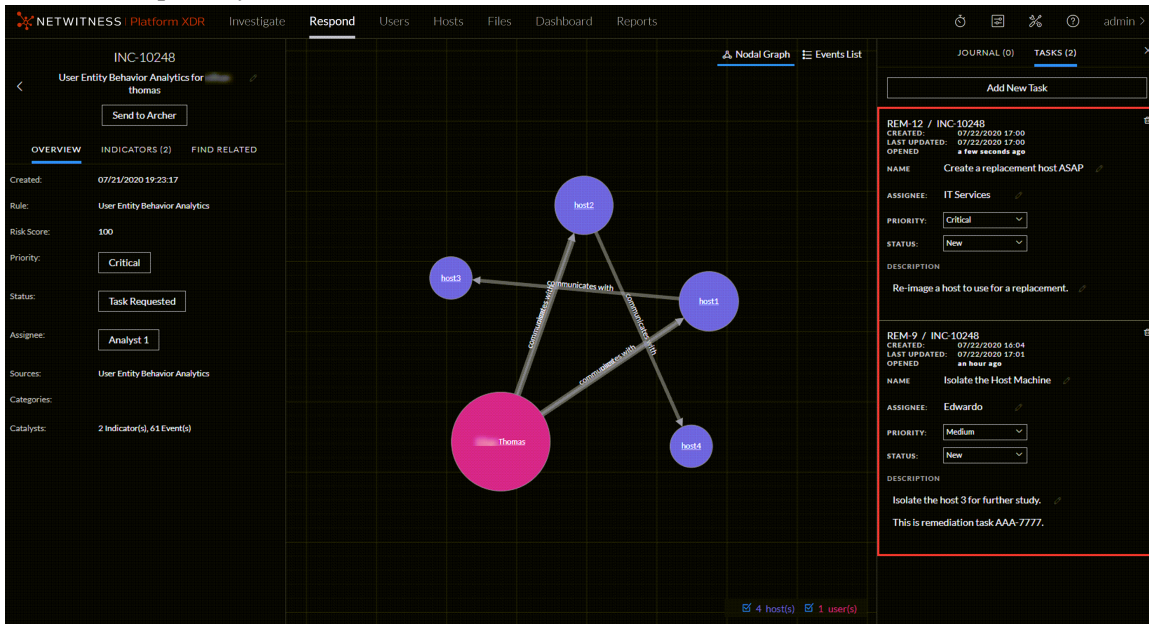 NETWITNESS Platform XDR Investigate Respond Users Hosts Files Dashboard Reports admin >
INC-10248
User Entity Behavior Analytics for
thomas
Send to Archer
OVERVIEW INDICATORS (2) FIND RELATED
Created: 07/21/2020 19:23:17
Rule: User Entity Behavior Analytics
Risk Score: 100
Priority: Critical
Status: Task Requested
Assignee: Analyst 1
Sources: User Entity Behavior Analytics
Categories:
Catalysts: 2 Indicator(s), 61 Event(s)
Nodal Graph Events List
host2
host3
communicates with
host1
communicates with
communicates with
communicates with
Thomas
host4
4 host(s) 1 user(s)
JOURNAL (0) TASKS (2)
Add New Task
REM-12 / INC-10248
CREATED: 07/22/2020 17:00
LAST UPDATED: 07/22/2020 17:00
OPENED a few seconds ago
NAME Create a replacement host ASAP
ASSIGNEE: IT Services
PRIORITY: Critical
STATUS: New
DESCRIPTION
Re-image a host to use for a replacement.
REM-9 / INC-10248
CREATED: 07/22/2020 16:04
LAST UPDATED: 07/22/2020 17:01
OPENED an hour ago
NAME Isolate the Host Machine
ASSIGNEE: Edwardo
PRIORITY: Medium
STATUS: New
DESCRIPTION
Isolate the host 3 for further study.
This is remediation task AAA-7777.